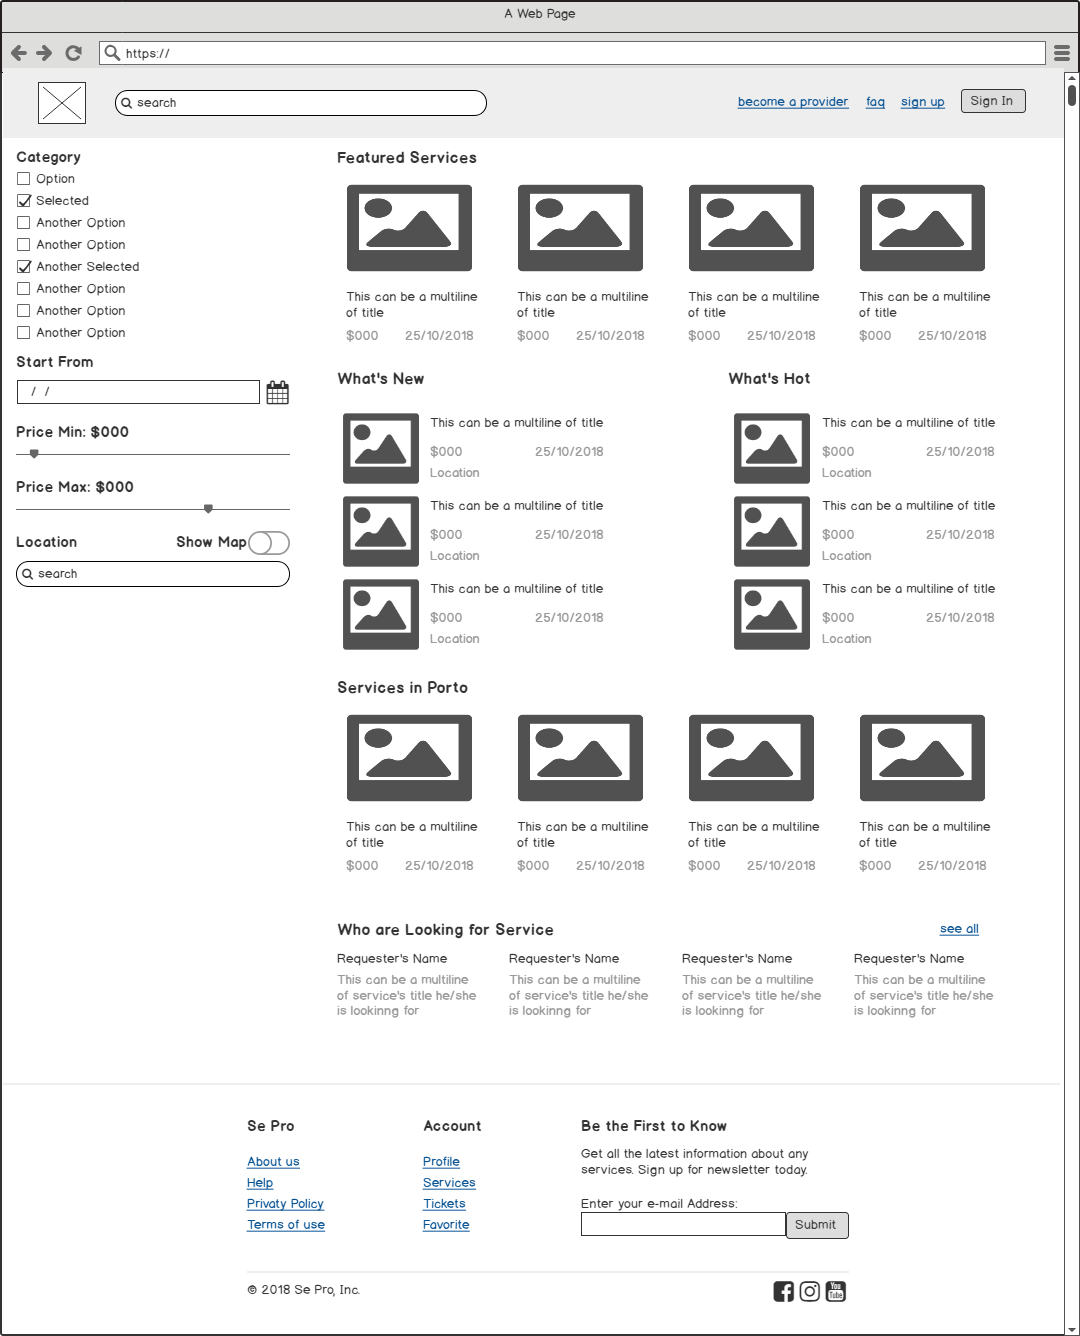 A Web Page
https://
search
become a provider faq sign up Sign In
Category
Option
Selected
Another Option
Another Option
Another Selected
Another Option
Another Option
Another Option
Start From
/ /
Price Min: $000
Price Max: $000
Location Show Map
search
Featured Services
This can be a multiline
of title
$000 25/10/2018
This can be a multiline
of title
$000 25/10/2018
This can be a multiline
of title
$000 25/10/2018
This can be a multiline
of title
$000 25/10/2018
What's New
This can be a multiline of title
$000 25/10/2018
Location
This can be a multiline of title
$000 25/10/2018
Location
This can be a multiline of title
$000 25/10/2018
Location
What's Hot
This can be a multiline of title
$000 25/10/2018
Location
This can be a multiline of title
$000 25/10/2018
Location
This can be a multiline of title
$000 25/10/2018
Location
Services in Porto
This can be a multiline
of title
$000 25/10/2018
This can be a multiline
of title
$000 25/10/2018
This can be a multiline
of title
$000 25/10/2018
This can be a multiline
of title
$000 25/10/2018
Who are Looking for Service see all
Requester's Name
This can be a multiline
of service's title he/she
is lookinng for
Requester's Name
This can be a multiline
of service's title he/she
is lookinng for
Requester's Name
This can be a multiline
of service's title he/she
is lookinng for
Requester's Name
This can be a multiline
of service's title he/she
is lookinng for
Se Pro
About us
Help
Privaty Policy
Terms of use
Account
Profile
Services
Tickets
Favorite
Be the First to Know
Get all the latest information about any
services. Sign up for newsletter today.
Enter your e-mail Address:
Submit
© 2018 Se Pro, Inc.
You
Tube